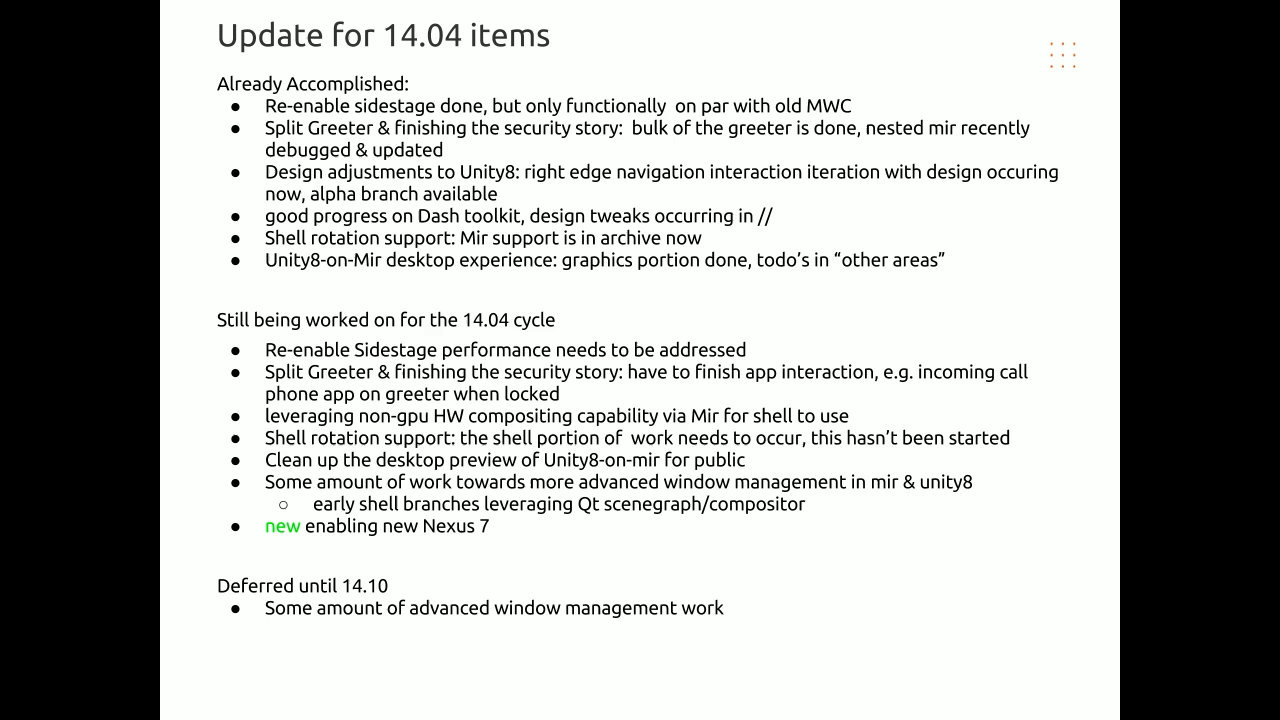 Update for 14.04 items
Already Accomplished:
● Re-enable sidestage done, but only functionally  on par with old MWC
● Split Greeter & finishing the security story:  bulk of the greeter is done, nested mir recently
debugged & updated
● Design adjustments to Unity8: right edge navigation interaction iteration with design occuring
now, alpha branch available
● good progress on Dash toolkit, design tweaks occurring in //
● Shell rotation support: Mir support is in archive now
● Unity8-on-Mir desktop experience: graphics portion done, todo’s in “other areas”
Still being worked on for the 14.04 cycle
● Re-enable Sidestage performance needs to be addressed
● Split Greeter & finishing the security story: have to finish app interaction, e.g. incoming call
phone app on greeter when locked
● leveraging non-gpu HW compositing capability via Mir for shell to use
● Shell rotation support: the shell portion of  work needs to occur, this hasn’t been started
● Clean up the desktop preview of Unity8-on-mir for public
● Some amount of work towards more advanced window management in mir & unity8
○ early shell branches leveraging Qt scenegraph/compositor
● new enabling new Nexus 7
Deferred until 14.10
● Some amount of advanced window management work